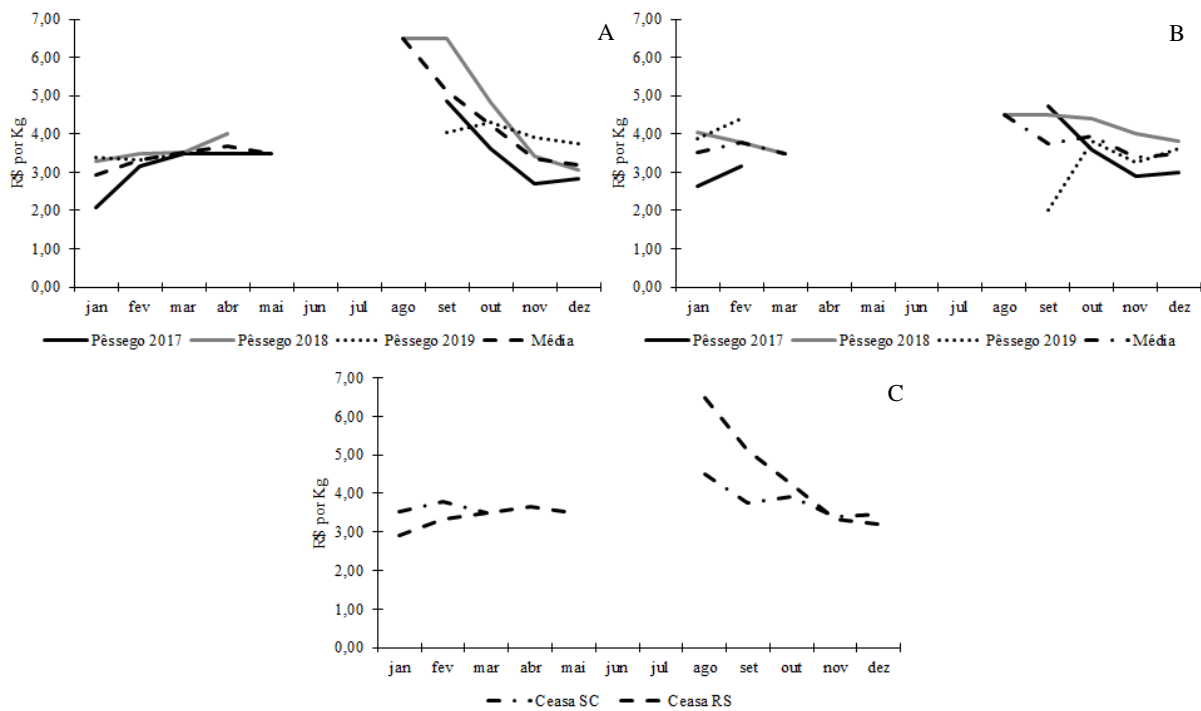 A
7,00
6,00
5,00
4,00
3,00
2,00
1,00
0,00
R$ por Kg
jan fev mar abr mai jun jul ago set out nov dez
Pêssego 2017 Pêssego 2018 Pêssego 2019 Média
B
7,00
6,00
5,00
4,00
3,00
2,00
1,00
0,00
R$ por Kg
jan fev mar abr mai jun jul ago set out nov dez
Pêssego 2017 Pêssego 2018 Pêssego 2019 Média
C
7,00
6,00
5,00
4,00
3,00
2,00
1,00
0,00
R$ por Kg
jan fev mar abr mai jun jul ago set out nov dez
Ceasa SC Ceasa RS